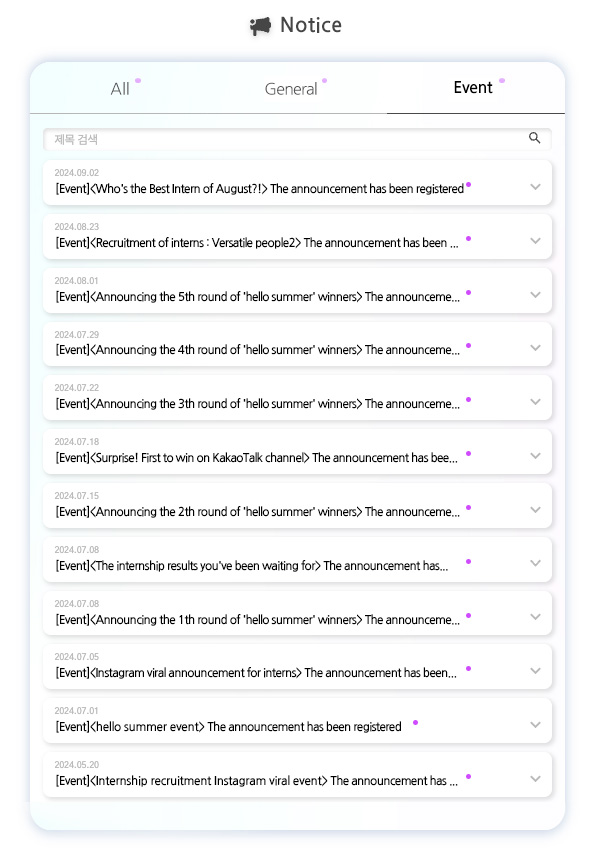 Notice
All
General
Event
제목 검색
2024.09.02
[Event]<Who's the Best Intern of August?!> The announcement has been registered
2024.08.23
[Event]<Recruitment of interns : Versatile people2> The announcement has been ...
2024.08.01
[Event]<Announcing the 5th round of 'hello summer' winners> The announceme...
2024.07.29
[Event]<Announcing the 4th round of 'hello summer' winners> The announceme...
2024.07.22
[Event]<Announcing the 3th round of 'hello summer' winners> The announceme...
2024.07.18
[Event]<Surprise! First to win on KakaoTalk channel> The announcement has bee...
2024.07.15
[Event]<Announcing the 2th round of 'hello summer' winners> The announceme...
2024.07.08
[Event]<The internship results you've been waiting for> The announcement has...
2024.07.08
[Event]<Announcing the 1th round of 'hello summer' winners> The announceme...
2024.07.05
[Event]<Instagram viral announcement for interns> The announcement has been...
2024.07.01
[Event]<hello summer event> The announcement has been registered
2024.05.20
[Event]<Internship recruitment Instagram viral event> The announcement has ...